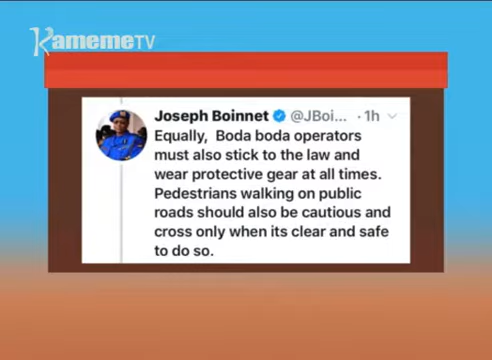 KamemeTV
Joseph Boinnet @JBoi... · 1h
Equally, Boda boda operators
must also stick to the law and
wear protective gear at all times.
Pedestrians walking on public
roads should also be cautious and
cross only when its clear and safe
to do so.